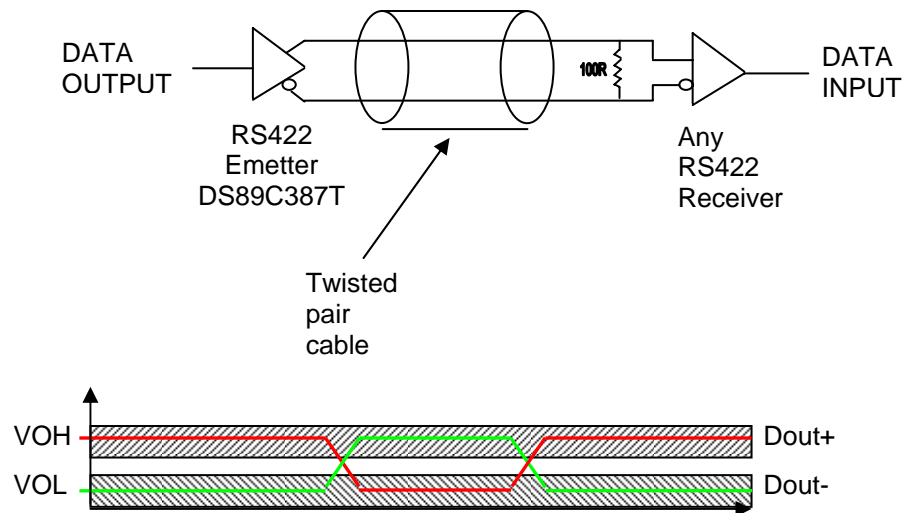 DATA
OUTPUT
100R
DATA
INPUT
RS422
Emetter
DS89C387T
Any
RS422
Receiver
Twisted
pair
cable
VOH
Dout+
VOL
Dout-